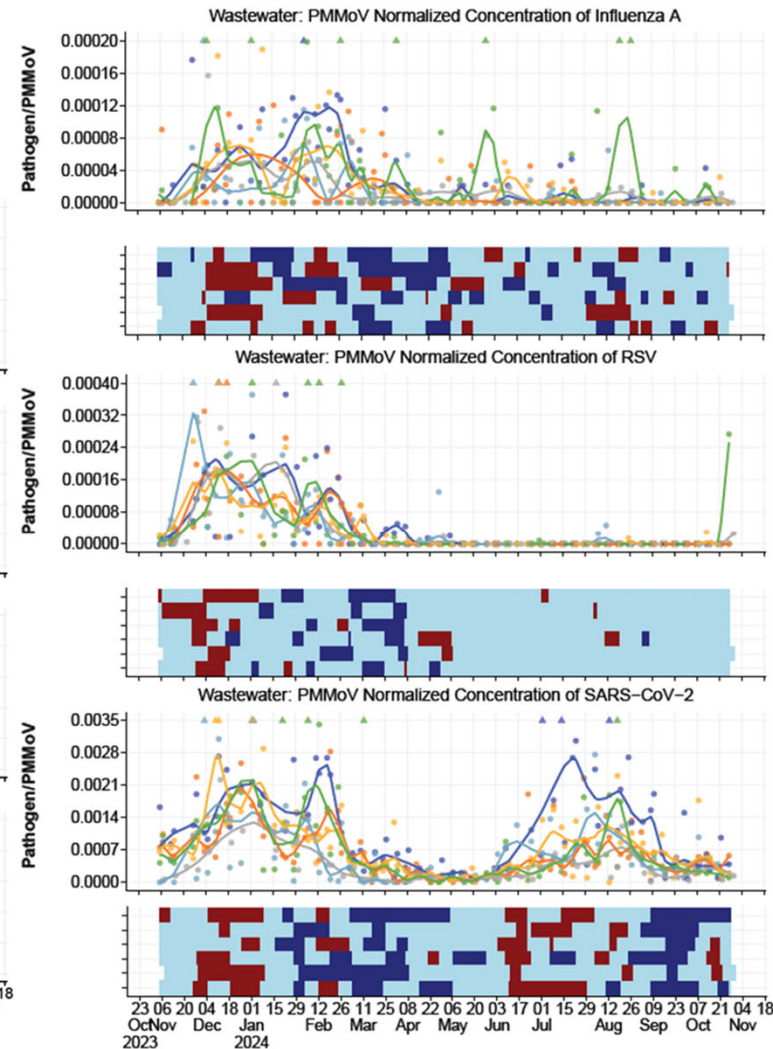 Wastewater: PMMoV Normalized Concentration of Influenza A
Pathogen/PMMoV
0.00020
0.00016
0.00012
0.00008
0.00004
0.00000
Wastewater: PMMoV Normalized Concentration of RSV
Pathogen/PMMoV
0.00040
0.00032
0.00024
0.00016
0.00008
0.00000
Wastewater: PMMoV Normalized Concentration of SARS−CoV−2
Pathogen/PMMoV
0.0035
0.0028
0.0021
0.0014
0.0007
0.0000
18
23 06 20 04 18 01 15 29 12 26 11 25 08 22 06 20 03 17 01 15 29 12 26 09 23 07 21 04 18
Oct Nov Dec Jan Feb Mar Apr May Jun Jul Aug Sep Oct Nov
2023 2024